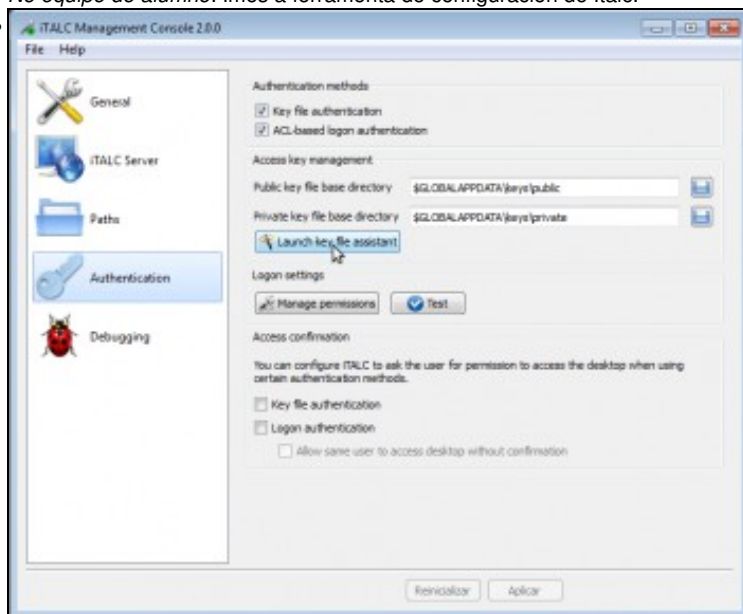 No equipo do alumno: Imos á ferramenta de configuración de Italc.
iTALC Management Console 2.0.0
File Help
General
iTALC Server
Paths
Authentication
Debugging
Authentication methods
Key file authentication
ACL-based logon authentication
Access key management
Public key file base directory $GLOBALAPPDATA\keys\public
Private key file base directory $GLOBALAPPDATA\keys\private
Launch key file assistant
Logon settings
Manage permissions Test
Access confirmation
You can configure iTALC to ask the user for permission to access the desktop when using
certain authentication methods.
Key file authentication
Logon authentication
Allow same user to access desktop without confirmation
Reinicializar Aplicar